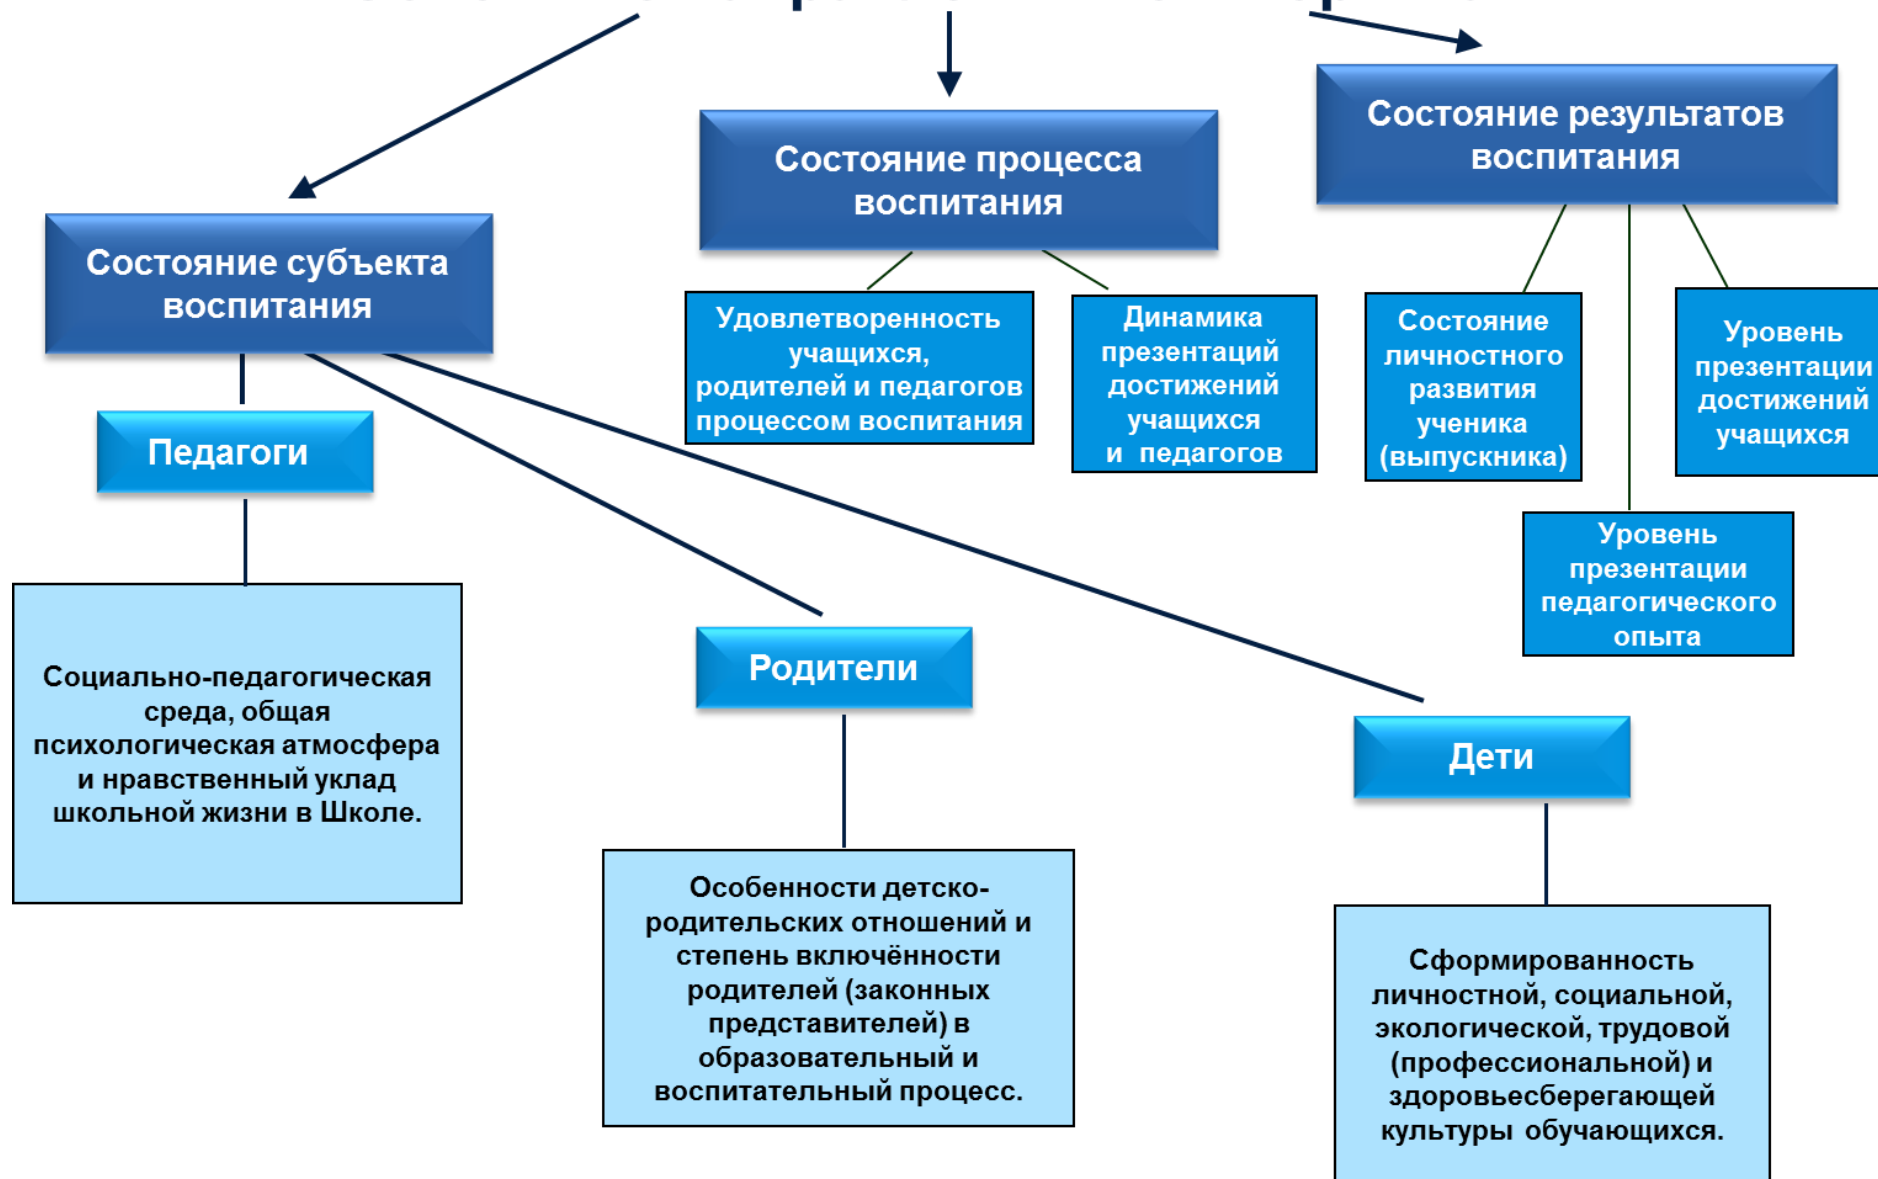 Состояние субъекта
воспитания
Педагоги
Социально-педагогическая
среда, общая
психологическая атмосфера
и нравственный уклад
школьной жизни в Школе.
Родители
Особенности детско-
родительских отношений и
степень включённости
родителей (законных
представителей) в
образовательный и
воспитательный процесс.
Дети
Сформированность
личностной, социальной,
экологической, трудовой
(профессиональной) и
здоровьесберегающей
культуры обучающихся.
Состояние процесса
воспитания
Удовлетворенность
учащихся,
родителей и педагогов
процессом воспитания
Динамика
презентаций
достижений
учащихся
и педагогов
Состояние результатов
воспитания
Состояние
личностного
развития
ученика
(выпускника)
Уровень
презентации
педагогического
опыта
Уровень
презентации
достижений
учащихся